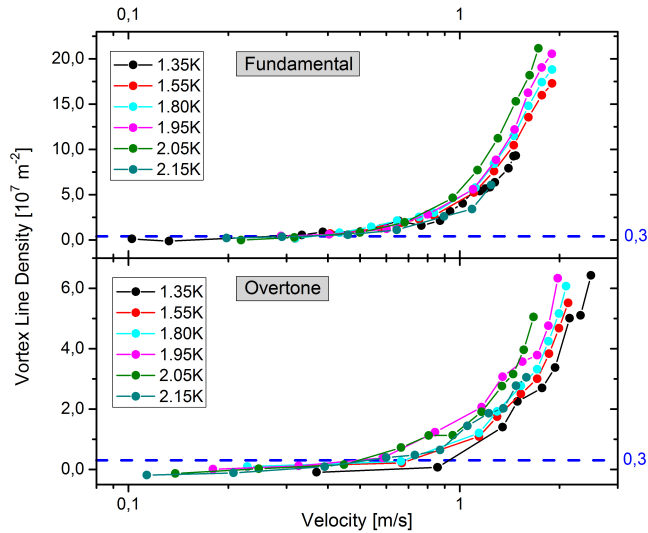 0,1 1
Fundamental
1.35K
1.55K
1.80K
1.95K
2.05K
2.15K
20,0
15,0
10,0
5,0
0,0
0,3
Vortex Line Density [10⁷ m⁻²]
Overtone
1.35K
1.55K
1.80K
1.95K
2.05K
2.15K
6,0
4,0
2,0
0,0
0,3
0,1 1
Velocity [m/s]